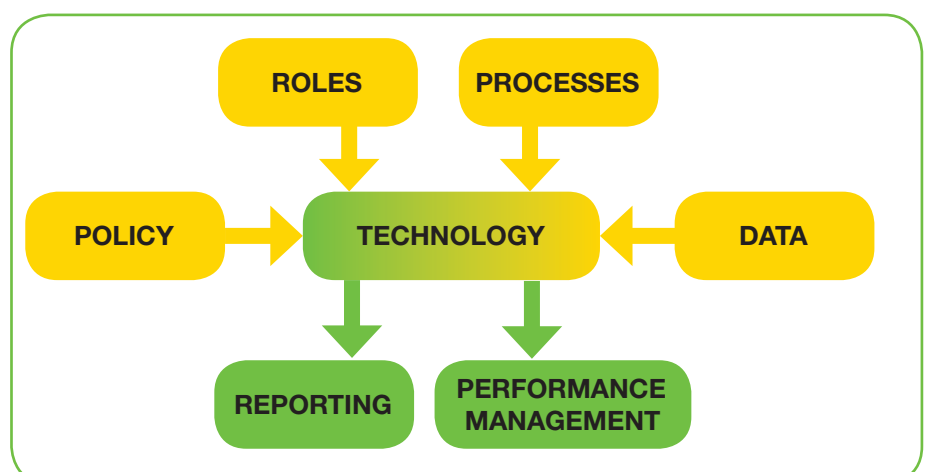 ROLES
PROCESSES
POLICY
TECHNOLOGY
DATA
REPORTING
PERFORMANCE
MANAGEMENT